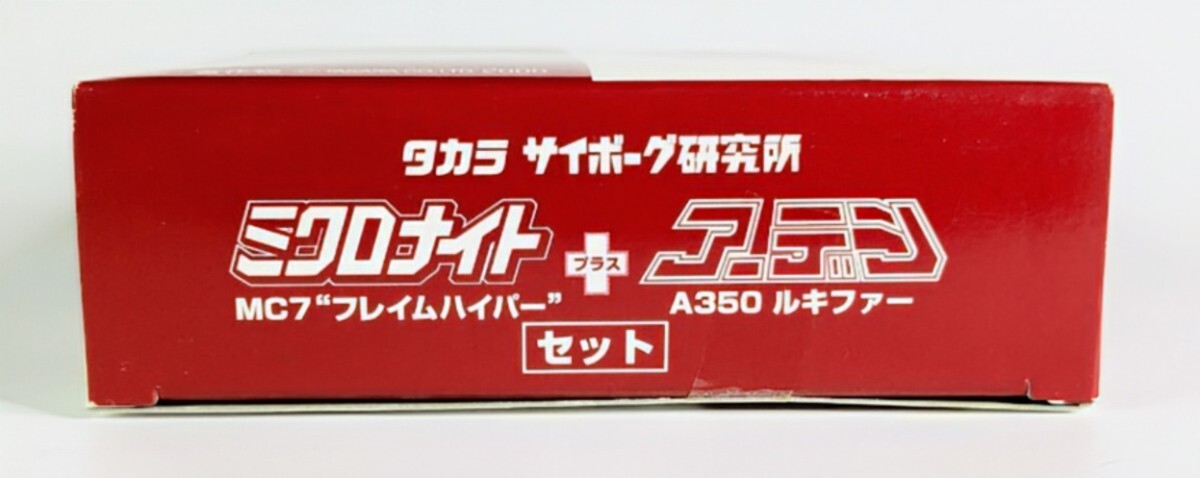 タカラ サイボーグ研究所
ミクロナイト プラス アーデン
MC7“フレイムハイパー” A350 ルキファー
セット